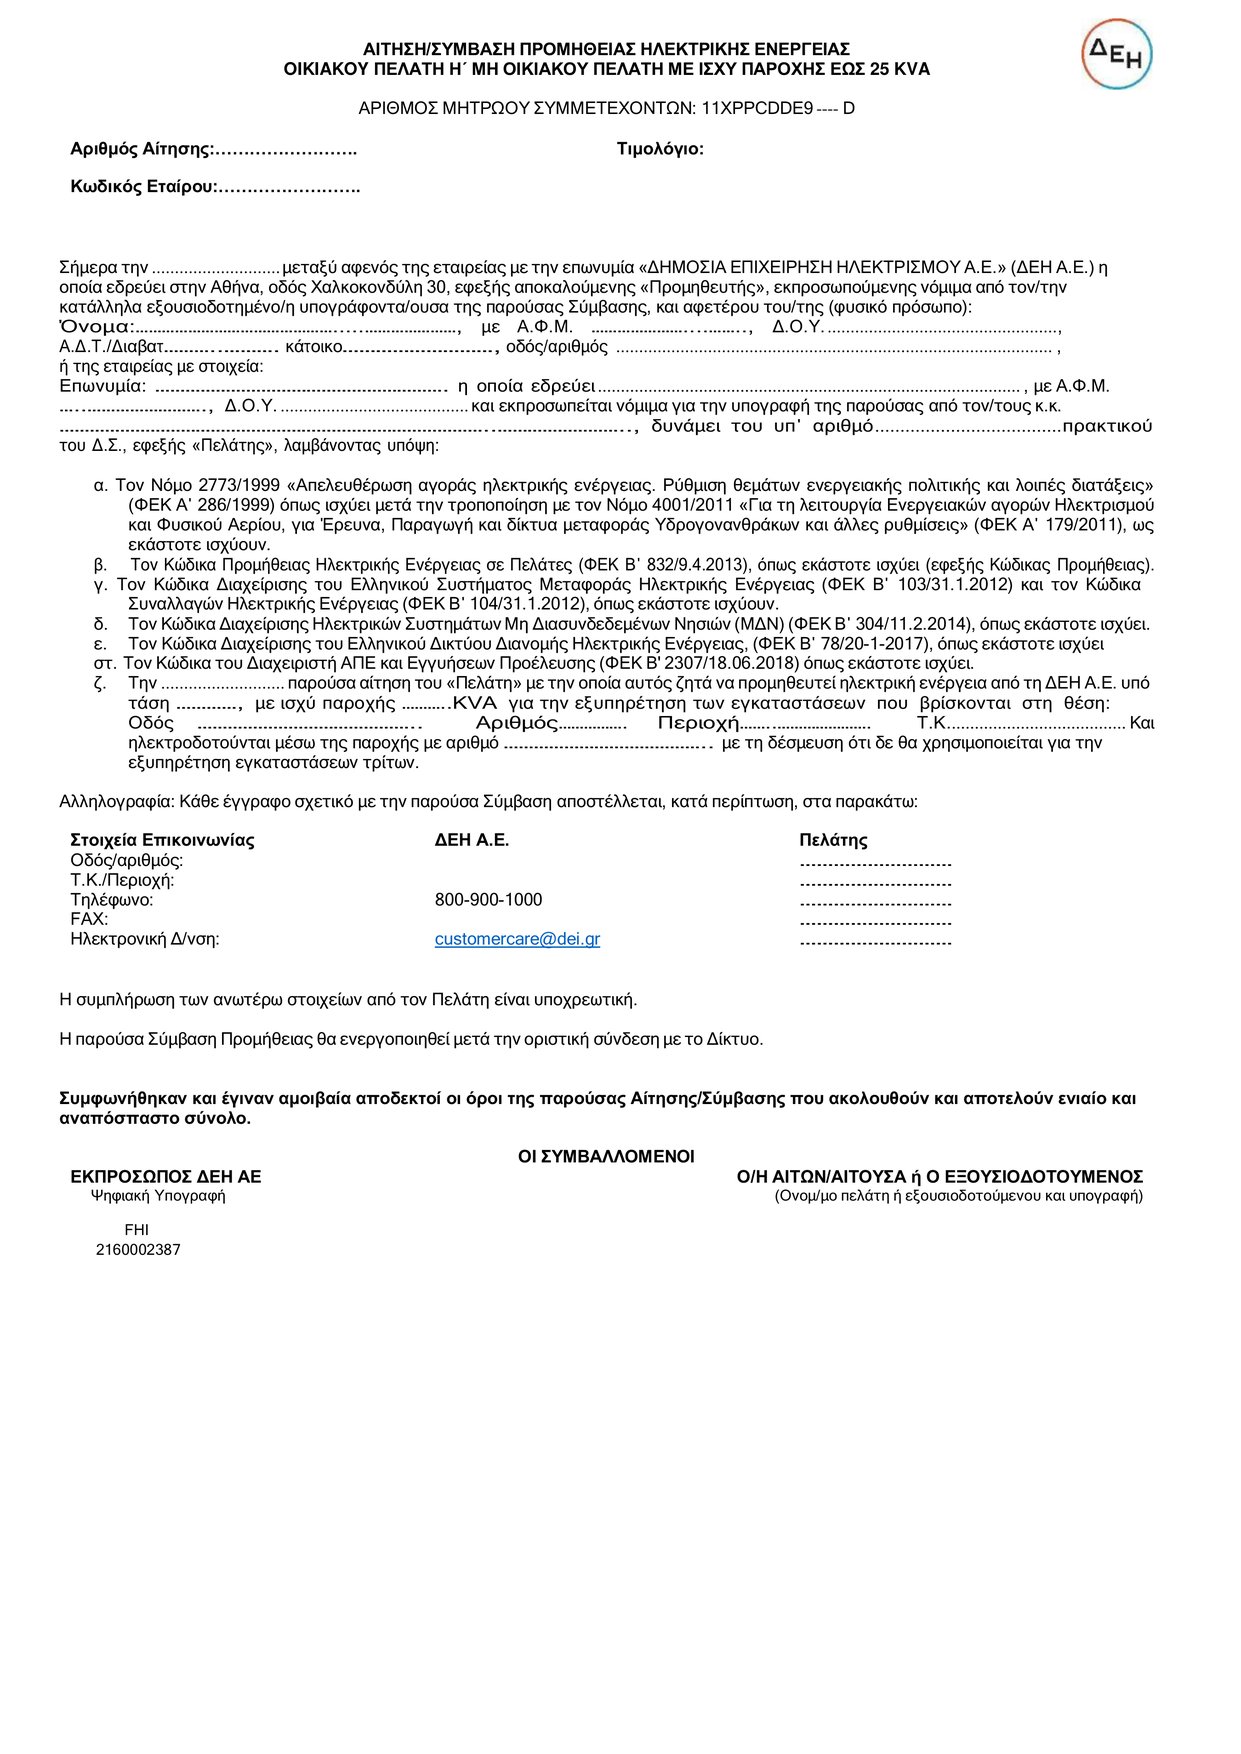 ΑΙΤΗΣΗ/ΣΥΜΒΑΣΗ ΠΡΟΜΗΘΕΙΑΣ ΗΛΕΚΤΡΙΚΗΣ ΕΝΕΡΓΕΙΑΣ
ΟΙΚΙΑΚΟΥ ΠΕΛΑΤΗ Η΄ ΜΗ ΟΙΚΙΑΚΟΥ ΠΕΛΑΤΗ ΜΕ ΙΣΧΥ ΠΑΡΟΧΗΣ ΕΩΣ 25 KVA
ΔΕΗ
ΑΡΙΘΜΟΣ ΜΗΤΡΩΟΥ ΣΥΜΜΕΤΕΧΟΝΤΩΝ: 11XPPCDDE9 ---- D
Αριθμός Αίτησης:……………………. Τιμολόγιο:
Κωδικός Εταίρου:…………………….
Σήμερα την ............................ μεταξύ αφενός της εταιρείας με την επωνυμία «ΔΗΜΟΣΙΑ ΕΠΙΧΕΙΡΗΣΗ ΗΛΕΚΤΡΙΣΜΟΥ Α.Ε.» (ΔΕΗ Α.Ε.) η
οποία εδρεύει στην Αθήνα, οδός Χαλκοκονδύλη 30, εφεξής αποκαλούμενης «Προμηθευτής», εκπροσωπούμενης νόμιμα από τον/την
κατάλληλα εξουσιοδοτημένο/η υπογράφοντα/ουσα της παρούσας Σύμβασης, και αφετέρου του/της (φυσικό πρόσωπο):
Όνομα:……………………………………………………………, με Α.Φ.Μ. …………………………, Δ.Ο.Υ. .................................................,
Α.Δ.Τ./Διαβατ………………… κάτοικο…………………………, οδός/αριθμός ............................................................................................... ,
ή της εταιρείας με στοιχεία:
Επωνυμία: ………………………………………………… η οποία εδρεύει ............................................................................................ , με Α.Φ.Μ.
…………………………, Δ.Ο.Υ. ......................................... και εκπροσωπείται νόμιμα για την υπογραφή της παρούσας από τον/τους κ.κ.
……………………………………………………………………………………………………, δυνάμει του υπ' αριθμό...................................πρακτικού
του Δ.Σ., εφεξής «Πελάτης», λαμβάνοντας υπόψη:
α. Τον Νόμο 2773/1999 «Απελευθέρωση αγοράς ηλεκτρικής ενέργειας. Ρύθμιση θεμάτων ενεργειακής πολιτικής και λοιπές διατάξεις»
(ΦΕΚ Α' 286/1999) όπως ισχύει μετά την τροποποίηση με τον Νόμο 4001/2011 «Για τη λειτουργία Ενεργειακών αγορών Ηλεκτρισμού
και Φυσικού Αερίου, για Έρευνα, Παραγωγή και δίκτυα μεταφοράς Υδρογονανθράκων και άλλες ρυθμίσεις» (ΦΕΚ Α' 179/2011), ως
εκάστοτε ισχύουν.
β. Τον Κώδικα Προμήθειας Ηλεκτρικής Ενέργειας σε Πελάτες (ΦΕΚ Β' 832/9.4.2013), όπως εκάστοτε ισχύει (εφεξής Κώδικας Προμήθειας).
γ. Τον Κώδικα Διαχείρισης του Ελληνικού Συστήματος Μεταφοράς Ηλεκτρικής Ενέργειας (ΦΕΚ Β' 103/31.1.2012) και τον Κώδικα
Συναλλαγών Ηλεκτρικής Ενέργειας (ΦΕΚ Β' 104/31.1.2012), όπως εκάστοτε ισχύουν.
δ. Τον Κώδικα Διαχείρισης Ηλεκτρικών Συστημάτων Μη Διασυνδεδεμένων Νησιών (ΜΔΝ) (ΦΕΚ Β' 304/11.2.2014), όπως εκάστοτε ισχύει.
ε. Τον Κώδικα Διαχείρισης του Ελληνικού Δικτύου Διανομής Ηλεκτρικής Ενέργειας, (ΦΕΚ Β' 78/20-1-2017), όπως εκάστοτε ισχύει
στ. Τον Κώδικα του Διαχειριστή ΑΠΕ και Εγγυήσεων Προέλευσης (ΦΕΚ Β' 2307/18.06.2018) όπως εκάστοτε ισχύει.
ζ. Την ........................... παρούσα αίτηση του «Πελάτη» με την οποία αυτός ζητά να προμηθευτεί ηλεκτρική ενέργεια από τη ΔΕΗ Α.Ε. υπό
τάση …………, με ισχύ παροχής ……….KVA για την εξυπηρέτηση των εγκαταστάσεων που βρίσκονται στη θέση:
Οδός …………………………………… Αριθμός……………. Περιοχή……………………. Τ.Κ...................................... Και
ηλεκτροδοτούνται μέσω της παροχής με αριθμό …………………………………. με τη δέσμευση ότι δε θα χρησιμοποιείται για την
εξυπηρέτηση εγκαταστάσεων τρίτων.
Αλληλογραφία: Κάθε έγγραφο σχετικό με την παρούσα Σύμβαση αποστέλλεται, κατά περίπτωση, στα παρακάτω:
Στοιχεία Επικοινωνίας ΔΕΗ Α.Ε. Πελάτης
Οδός/αριθμός: ………………………
Τ.Κ./Περιοχή: ………………………
Τηλέφωνο: 800-900-1000 ………………………
FAX: ………………………
Ηλεκτρονική Δ/νση: customercare@dei.gr ………………………
Η συμπλήρωση των ανωτέρω στοιχείων από τον Πελάτη είναι υποχρεωτική.
Η παρούσα Σύμβαση Προμήθειας θα ενεργοποιηθεί μετά την οριστική σύνδεση με το Δίκτυο.
Συμφωνήθηκαν και έγιναν αμοιβαία αποδεκτοί οι όροι της παρούσας Αίτησης/Σύμβασης που ακολουθούν και αποτελούν ενιαίο και
αναπόσπαστο σύνολο.
ΟΙ ΣΥΜΒΑΛΛΟΜΕΝΟΙ
ΕΚΠΡΟΣΩΠΟΣ ΔΕΗ ΑΕ Ο/Η ΑΙΤΩΝ/ΑΙΤΟΥΣΑ ή Ο ΕΞΟΥΣΙΟΔΟΤΟΥΜΕΝΟΣ
Ψηφιακή Υπογραφή (Ονομ/μο πελάτη ή εξουσιοδοτούμενου και υπογραφή)
FHI
2160002387